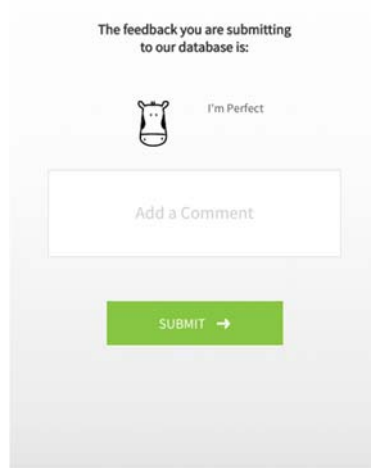 The feedback you are submitting
to our database is:
I'm Perfect
Add a Comment
SUBMIT